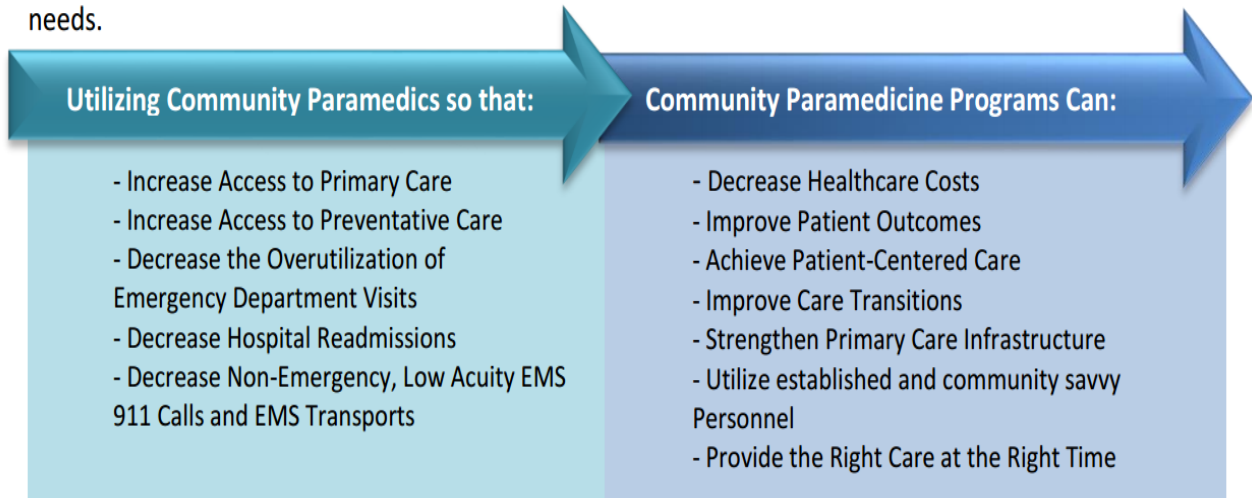 needs.
Utilizing Community Paramedics so that:
- Increase Access to Primary Care
- Increase Access to Preventative Care
- Decrease the Overutilization of
Emergency Department Visits
- Decrease Hospital Readmissions
- Decrease Non-Emergency, Low Acuity EMS
911 Calls and EMS Transports
Community Paramedicine Programs Can:
- Decrease Healthcare Costs
- Improve Patient Outcomes
- Achieve Patient-Centered Care
- Improve Care Transitions
- Strengthen Primary Care Infrastructure
- Utilize established and community savvy
Personnel
- Provide the Right Care at the Right Time